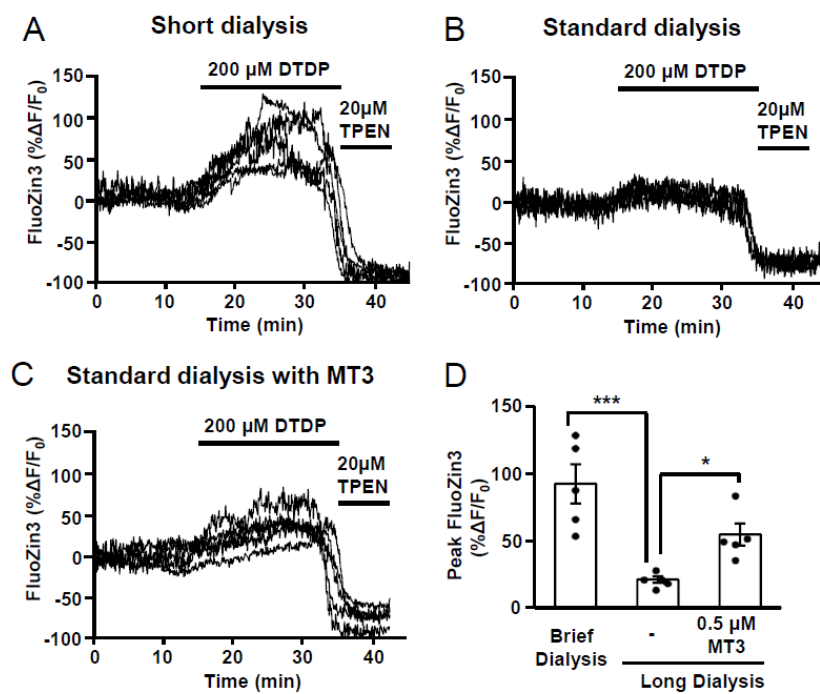 A
Short dialysis
200 µM DTDP
20µM
TPEN
FluoZin3 (%ΔF/F0)
150
100
50
0
-50
-100
0
20
40
Time (min)
B
Standard dialysis
200 µM DTDP
20µM
TPEN
FluoZin3 (%ΔF/F0)
150
100
50
0
-50
-100
0
10
20
30
40
Time (min)
C
Standard dialysis with MT3
200 µM DTDP
20µM
TPEN
FluoZin3 (%ΔF/F0)
150
100
50
0
-50
-100
0
10
20
30
40
Time (min)
D
Peak FluoZin3
(%ΔF/F0)
150
100
50
0
***
*
Brief
Dialysis
-
0.5 µM
MT3
Long Dialysis